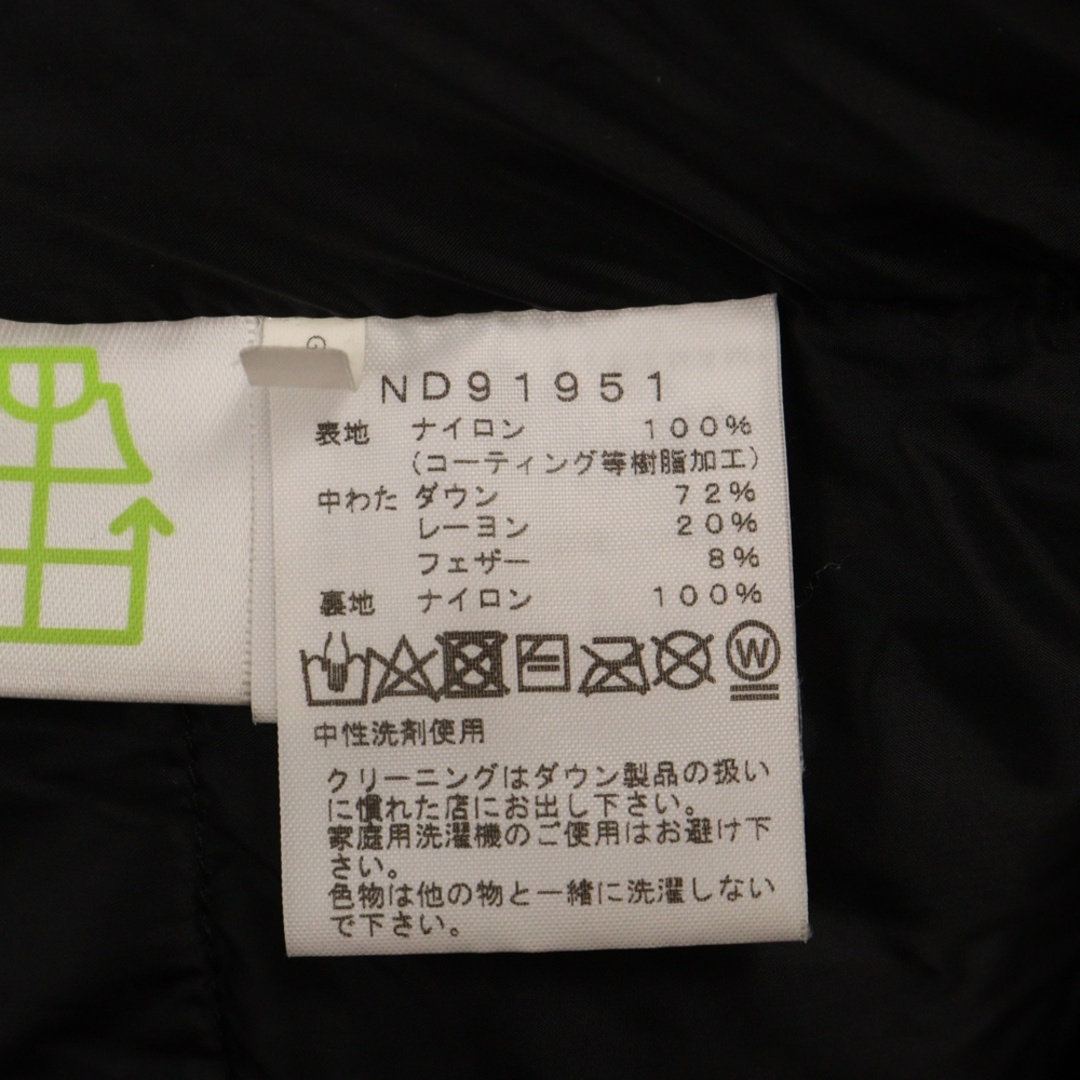 ND91951
表地 ナイロン 100%
(コーティング等樹脂加工)
中わた ダウン 72%
レーヨン 20%
フェザー 8%
裏地 ナイロン 100%
W
中性洗剤使用
クリーニングはダウン製品の扱い
に慣れた店にお出し下さい。
家庭用洗濯機のご使用はお避け下
さい。
色物は他の物と一緒に洗濯しない
で下さい。